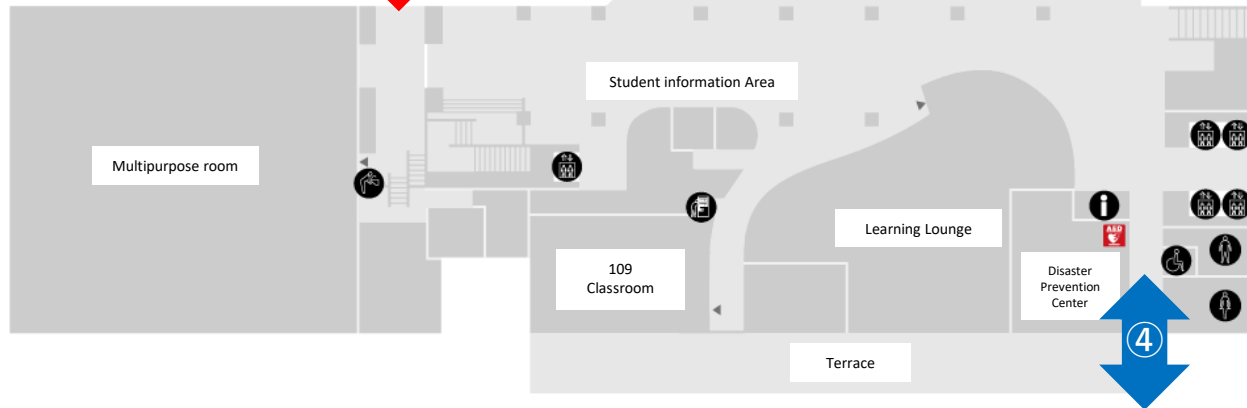 Student information Area
Multipurpose room
Learning Lounge
AED
109
Classroom
Disaster
Prevention
Center
④
Terrace